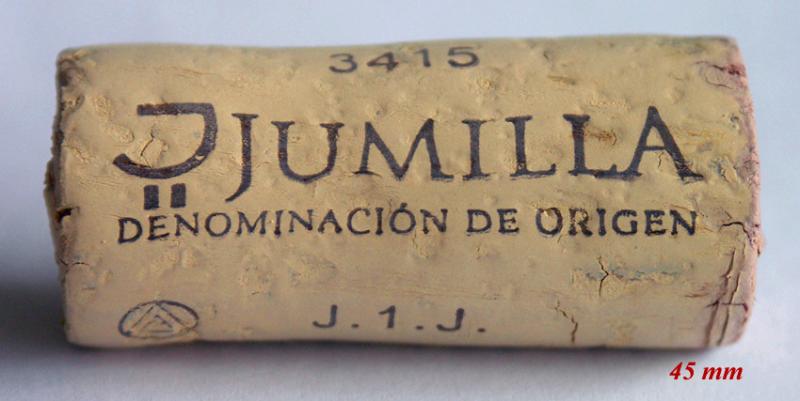 3415
JUMILLA
DENOMINACIÓN DE ORIGEN
J.1.J.
45 mm